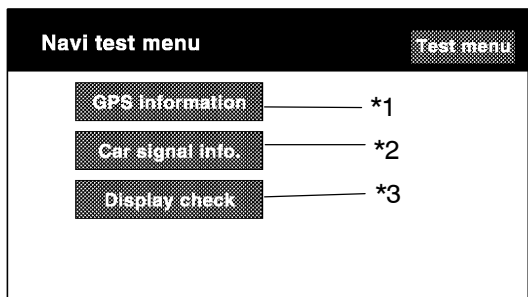 Navi test menu
Test menu
GPS information
*1
Car signal info.
*2
Display check
*3